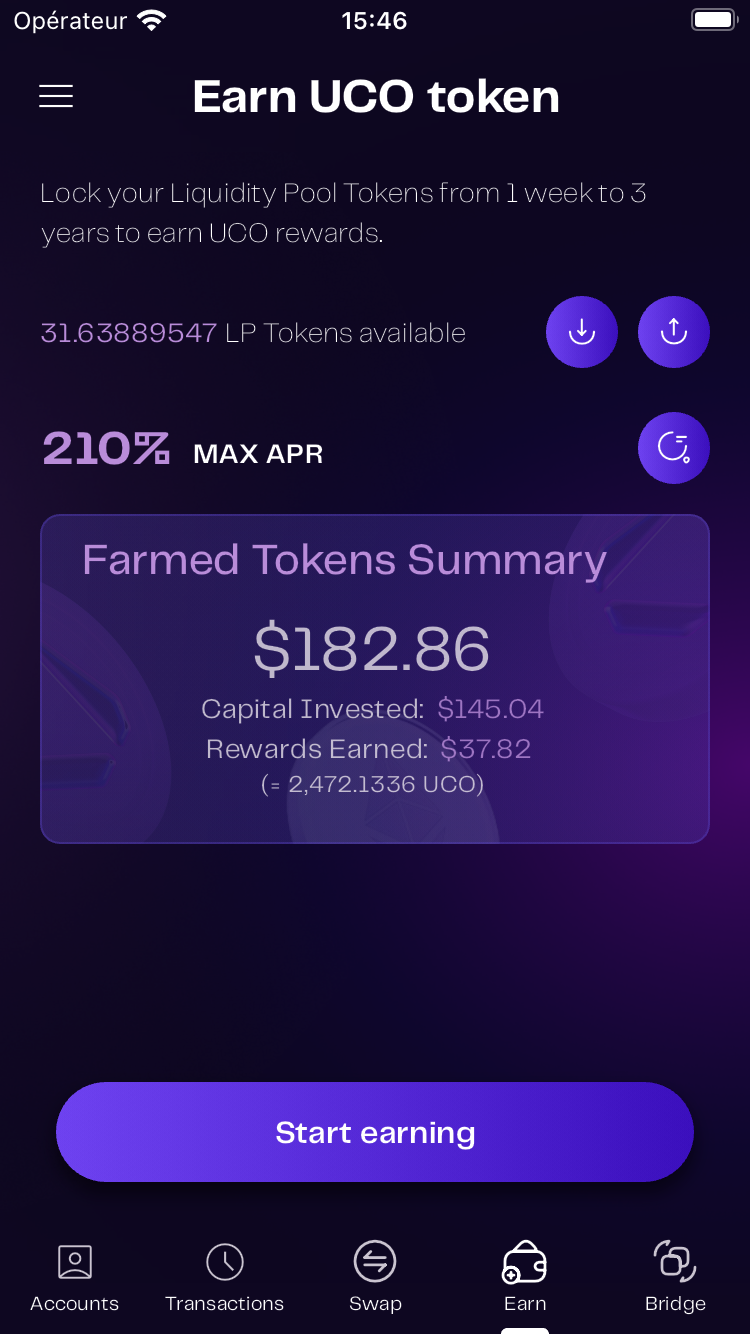 Opérateur 15:46
Earn UCO token
Lock your Liquidity Pool Tokens from 1 week to 3
years to earn UCO rewards.
31.63889547 LP Tokens available
210% MAX APR
Farmed Tokens Summary
$182.86
Capital Invested: $145.04
Rewards Earned: $37.82
(= 2,472.1336 UCO)
Start earning
Accounts Transactions Swap Earn Bridge